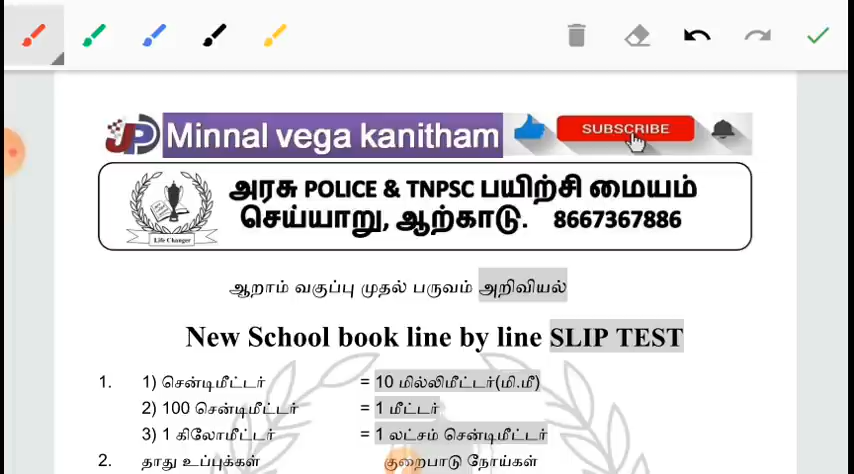 JP Minnal vega kanitham SUBSCRIBE
அரசு POLICE & TNPSC பயிற்சி மையம்
செய்யாறு, ஆற்காடு. 8667367886
Life Changer
ஆறாம் வகுப்பு முதல் பருவம் அறிவியல்
New School book line by line SLIP TEST
1. 1) சென்டிமீட்டர் = 10 மில்லிமீட்டர்(மி.மீ)
2) 100 சென்டிமீட்டர் = 1 மீட்டர்
3) 1 கிலோமீட்டர் = 1 லட்சம் சென்டிமீட்டர்
2. தாது உப்புக்கள் குறைபாடு நோய்கள்